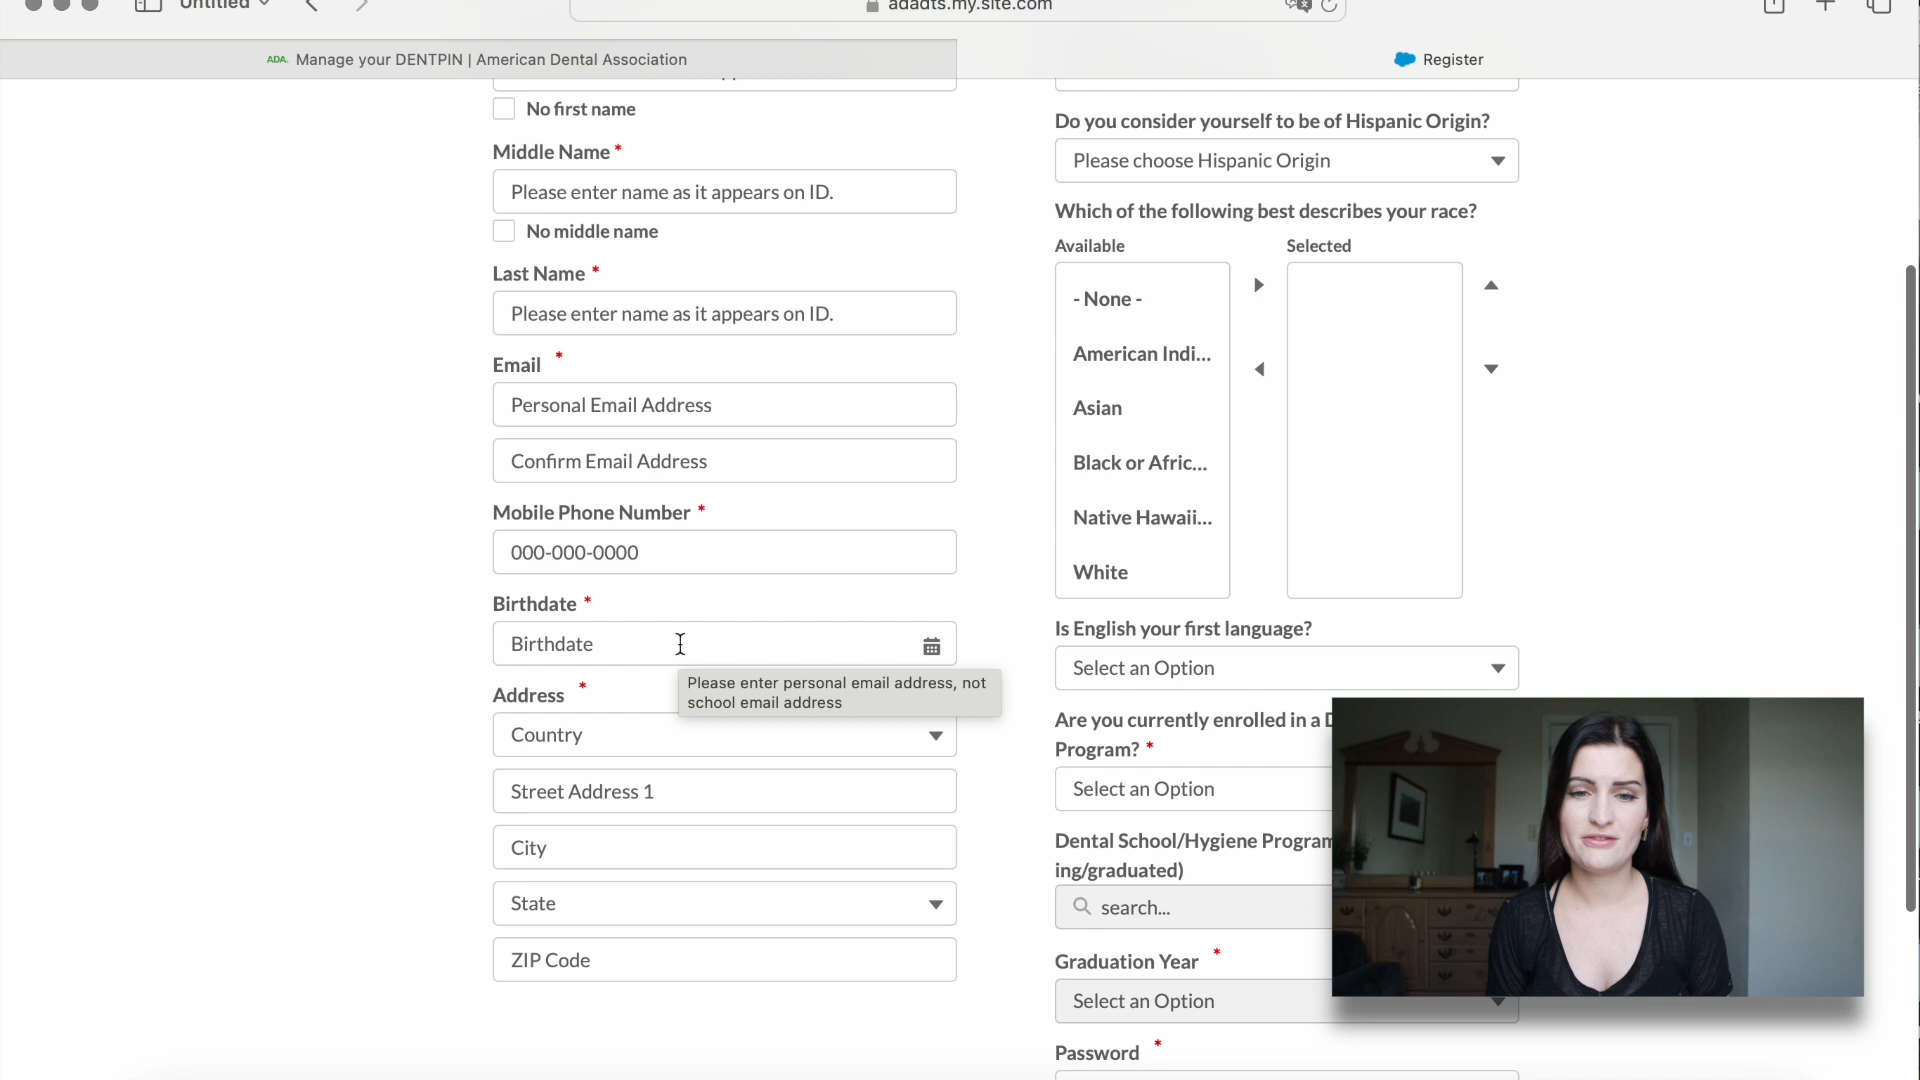 Untitled
adadts.my.site.com
ADA. Manage your DENTPIN | American Dental Association
Register
No first name
Middle Name *
Please enter name as it appears on ID.
No middle name
Last Name *
Please enter name as it appears on ID.
Email *
Personal Email Address
Confirm Email Address
Mobile Phone Number *
000-000-0000
Birthdate *
Birthdate
Please enter personal email address, not
school email address
Address *
Country
Street Address 1
City
State
ZIP Code
Do you consider yourself to be of Hispanic Origin?
Please choose Hispanic Origin
Which of the following best describes your race?
Available
Selected
- None -
American Indi...
Asian
Black or Afric...
Native Hawaii...
White
Is English your first language?
Select an Option
Are you currently enrolled in a
Program? *
Select an Option
Dental School/Hygiene Program
ing/graduated)
search...
Graduation Year *
Select an Option
Password *